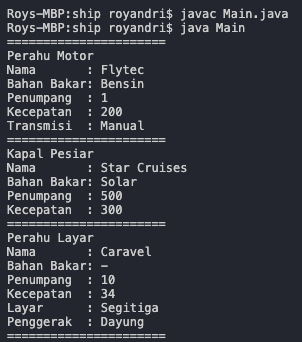 Roys-MBP:ship royandri$ javac Main.java
Roys-MBP:ship royandri$ java Main
=======================
Perahu Motor
Nama       : Flytec
Bahan Bakar: Bensin
Penumpang  : 1
Kecepatan  : 200
Transmisi  : Manual
=======================
Kapal Pesiar
Nama       : Star Cruises
Bahan Bakar: Solar
Penumpang  : 500
Kecepatan  : 300
=======================
Perahu Layar
Nama       : Caravel
Bahan Bakar: -
Penumpang  : 10
Kecepatan  : 34
Layar      : Segitiga
Penggerak  : Dayung
=======================